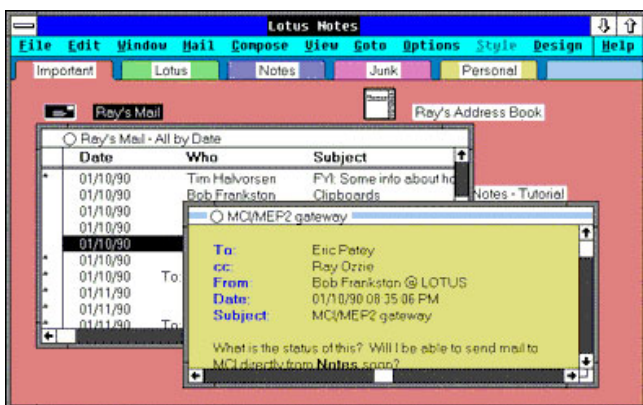 Lotus Notes
File Edit Window Mail Compose View Goto Options Style Design Help
Important Lotus Notes Junk Personal
Ray's Mail Ray's Address Book
Ray's Mail - All by Date
Date Who Subject
* 01/10/90 Tim Halvorsen FYI: Some info about ho
01/10/90 Bob Frankston Clipboards
Notes - Tutorial
01/10/90
01/10/90
01/10/90
* 01/10/90
* 01/10/90 To:
* 01/11/90
* 01/11/90
* 01/11/90 To:
MCI/MEP2 gateway
To: Eric Patey
cc: Ray Ozzie
From: Bob Frankston @ LOTUS
Date: 01/10/90 08:35:06 PM
Subject: MCI/MEP2 gateway
What is the status of this? Will I be able to send mail to
MCI directly from Notes soon?